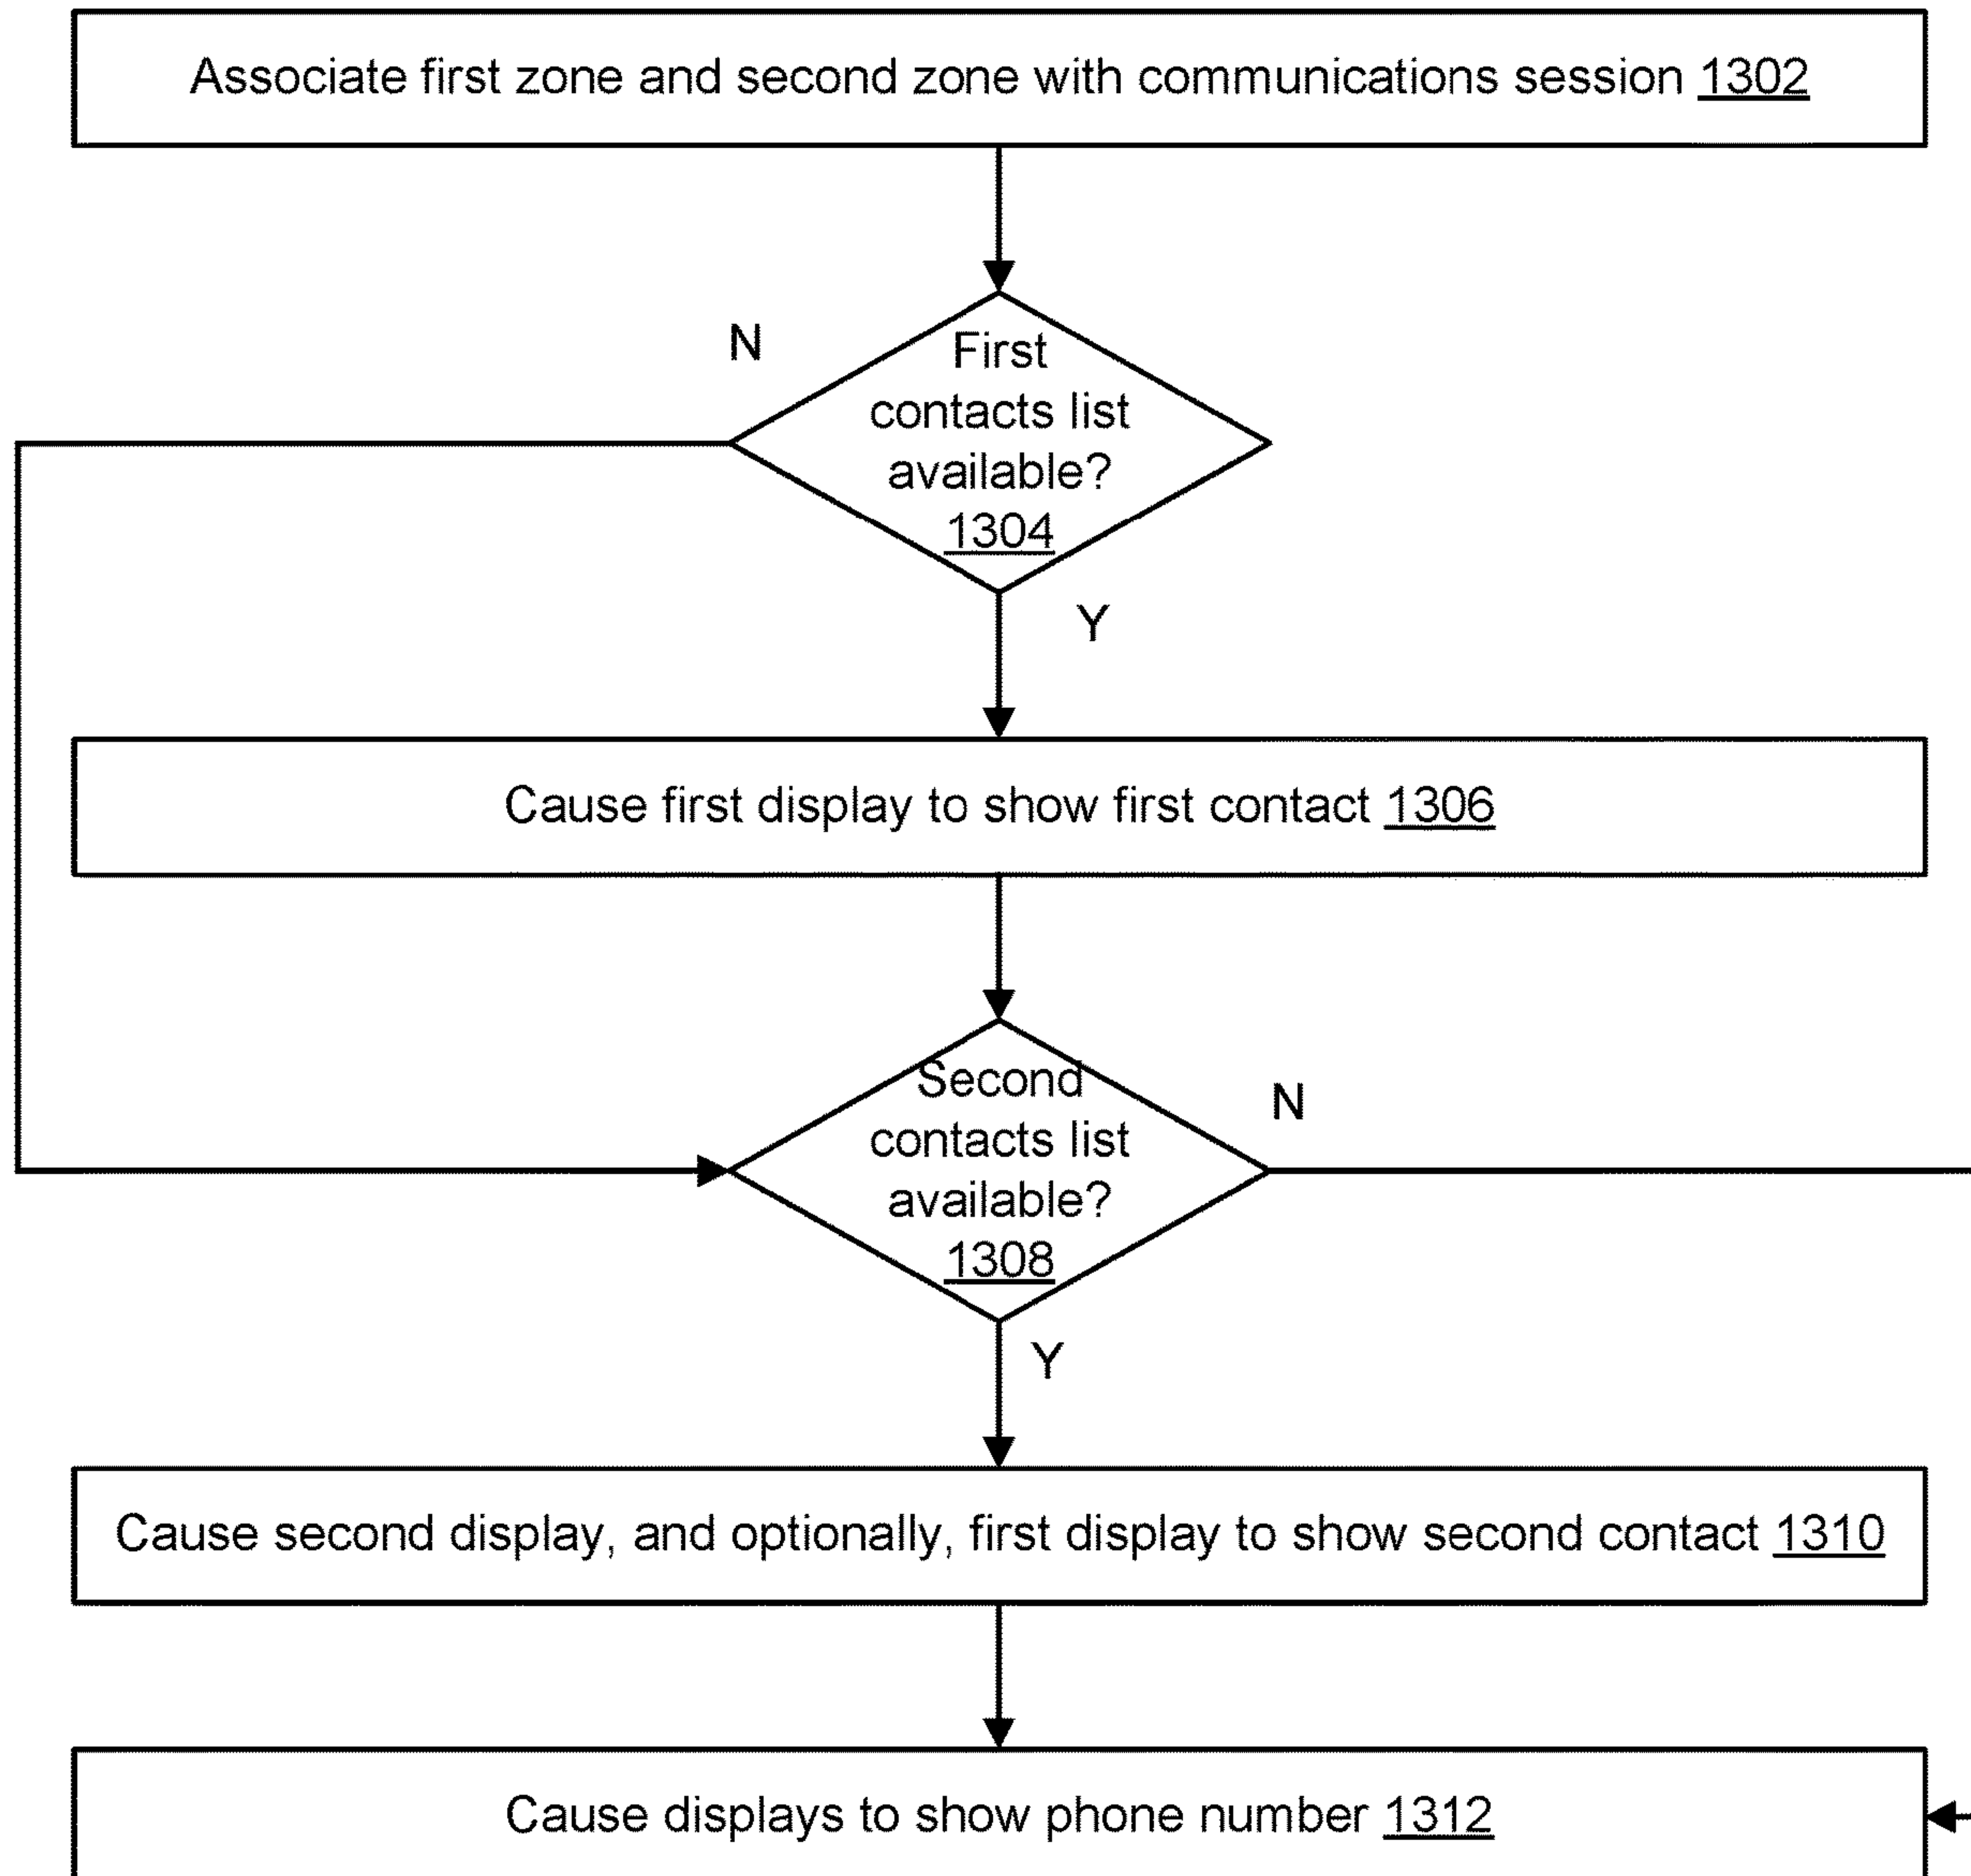 Associate first zone and second zone with communications session 1302
N
First
contacts list
available?
1304
Y
Cause first display to show first contact 1306
Second
N
contacts list
available?
1308
Y
Cause second display, and optionally, first display to show second contact 1310
Cause displays to show phone number 1312